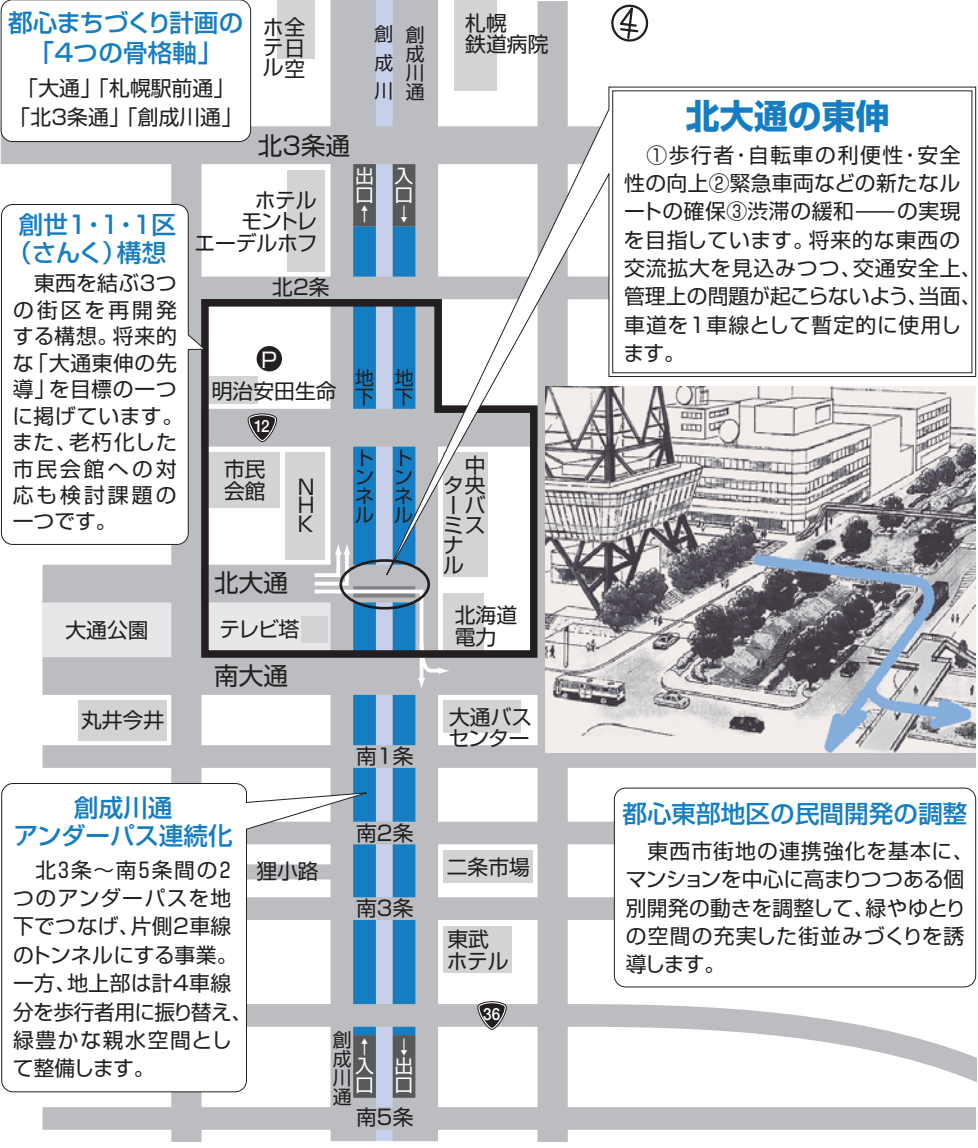 都心まちづくり計画の
「4つの骨格軸」
「大通」「札幌駅前通」
「北3条通」「創成川通」
全日空
ホテル
創成川
創成川通
札幌
鉄道病院
北
北3条通
出口↑
入口↓
北大通の東伸
①歩行者・自転車の利便性・安全
性の向上②緊急車両などの新たなル
ートの確保③渋滞の緩和――の実現
を目指しています。将来的な東西の
交流拡大を見込みつつ、交通安全上、
管理上の問題が起こらないよう、当面、
車道を1車線として暫定的に使用し
ます。
ホテル
モントレ
エーデルホフ
創世1・1・1区
（さんく）構想
東西を結ぶ3つ
の街区を再開発
する構想。将来的
な「大通東伸の先
導」を目標の一つ
に掲げています。
また、老朽化した
市民会館への対
応も検討課題の
一つです。
北2条
P
明治安田生命
12
地下
トンネル
地下
トンネル
市民
会館
NHK
中央バス
ターミナル
北大通
大通公園
テレビ塔
北海道
電力
南大通
丸井今井
大通バス
センター
南1条
創成川通
アンダーパス連続化
北3条～南5条間の2
つのアンダーパスを地
下でつなげ、片側2車線
のトンネルにする事業。
一方、地上部は計4車線
分を歩行者用に振り替え、
緑豊かな親水空間とし
て整備します。
南2条
狸小路
二条市場
南3条
東武
ホテル
都心東部地区の民間開発の調整
東西市街地の連携強化を基本に、
マンションを中心に高まりつつある個
別開発の動きを調整して、緑やゆとり
の空間の充実した街並みづくりを誘
導します。
36
創成川通
↑入口
↓出口
南5条